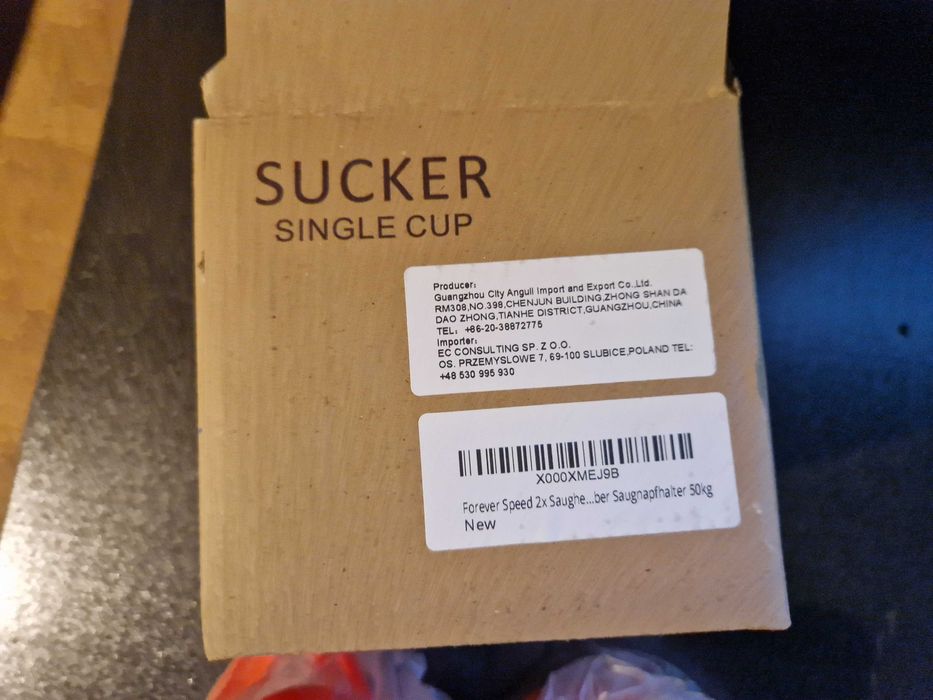 SUCKER
SINGLE CUP
Producer:
Guangzhou City Anguli Import and Export Co.,Ltd.
RM308,NO.398,CHENJUN BUILDING,ZHONG SHAN DA
DAO ZHONG,TIANHE DISTRICT,GUANGZHOU,CHINA
TEL: +86-20-38872775
Importer:
EC CONSULTING SP. Z O.O.
OS. PRZEMYSLOWE 7, 69-100 SLUBICE,POLAND TEL:
+48 530 995 930
X000XMEJ9B
Forever Speed 2x Saughe...ber Saugnapfhalter 50kg
New